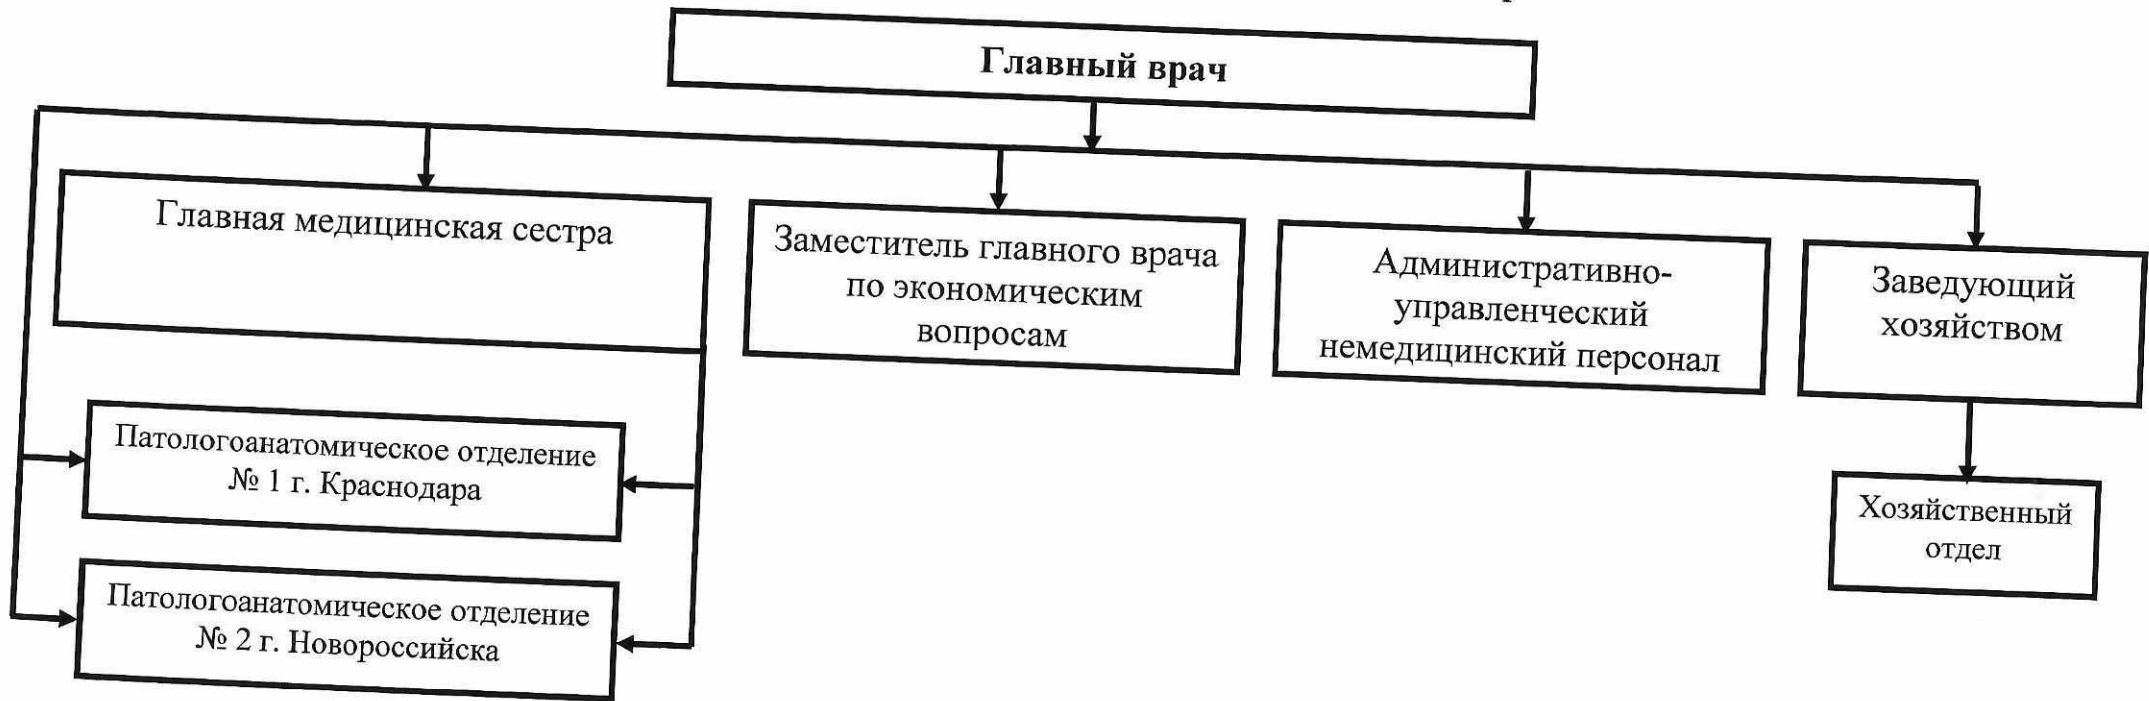 Главный врач
Главная медицинская сестра
Заместитель главного врача
по экономическим
вопросам
Административно-
управленческий
немедицинский персонал
Заведующий
хозяйством
Патологоанатомическое отделение
№ 1 г. Краснодара
Хозяйственный
отдел
Патологоанатомическое отделение
№ 2 г. Новороссийска